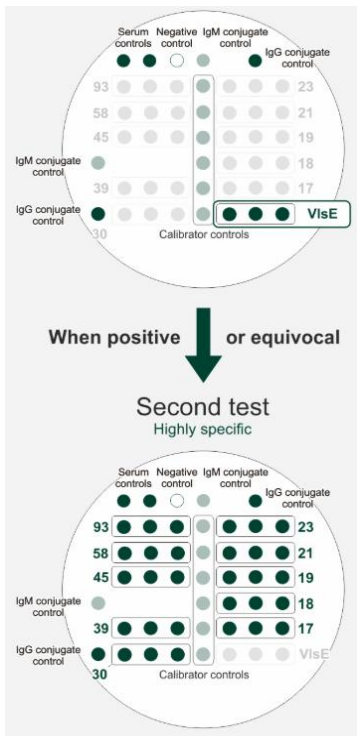 Serum controls
Negative control
IgM conjugate control
IgG conjugate control
93
23
58
21
45
19
IgM conjugate control
18
39
17
IgG conjugate control
VlsE
30
Calibrator controls
When positive or equivocal
Second test
Highly specific
Serum controls
Negative control
IgM conjugate control
IgG conjugate control
93
23
58
21
45
19
IgM conjugate control
18
39
17
IgG conjugate control
VlsE
30
Calibrator controls